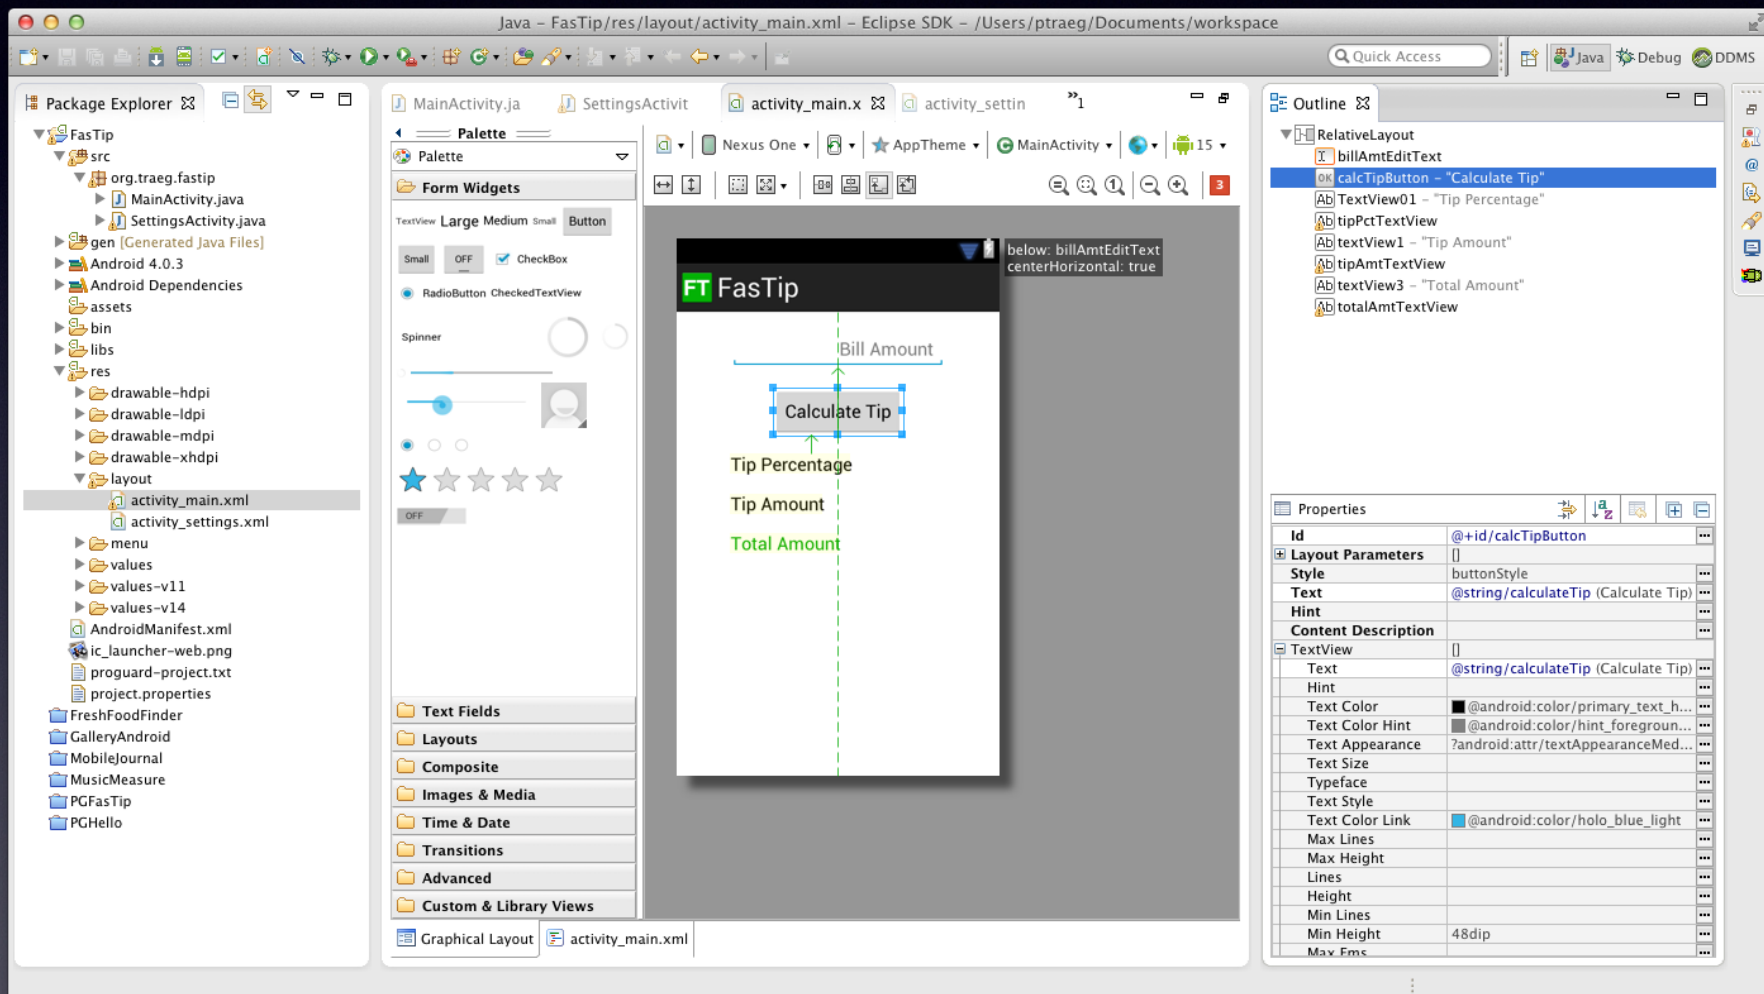 Java - FasTip/res/layout/activity_main.xml - Eclipse SDK - /Users/ptraeg/Documents/workspace
Quick Access
Java
Debug
DDMS
Package Explorer
FasTip
src
org.traeg.fastip
MainActivity.java
SettingsActivity.java
gen [Generated Java Files]
Android 4.0.3
Android Dependencies
assets
bin
libs
res
drawable-hdpi
drawable-ldpi
drawable-mdpi
drawable-xhdpi
layout
activity_main.xml
activity_settings.xml
menu
values
values-v11
values-v14
AndroidManifest.xml
ic_launcher-web.png
proguard-project.txt
project.properties
FreshFoodFinder
GalleryAndroid
MobileJournal
MusicMeasure
PGFasTip
PGHello
MainActivity.ja
SettingsActivit
activity_main.x
activity_settin
»1
Palette
Palette
Form Widgets
TextView Large Medium Small Button
Small OFF CheckBox
RadioButton CheckedTextView
Spinner
OFF
Text Fields
Layouts
Composite
Images & Media
Time & Date
Transitions
Advanced
Custom & Library Views
Graphical Layout
activity_main.xml
Nexus One
AppTheme
MainActivity
15
3
below: billAmtEditText
centerHorizontal: true
FT FasTip
Bill Amount
Calculate Tip
Tip Percentage
Tip Amount
Total Amount
Outline
RelativeLayout
billAmtEditText
OK calcTipButton - "Calculate Tip"
Ab TextView01 - "Tip Percentage"
Ab tipPctTextView
Ab textView1 - "Tip Amount"
Ab tipAmtTextView
Ab textView3 - "Total Amount"
Ab totalAmtTextView
Properties
Id @+id/calcTipButton
Layout Parameters []
Style buttonStyle
Text @string/calculateTip (Calculate Tip)
Hint
Content Description
TextView []
Text @string/calculateTip (Calculate Tip)
Hint
Text Color @android:color/primary_text_h...
Text Color Hint @android:color/hint_foregroun...
Text Appearance ?android:attr/textAppearanceMed...
Text Size
Typeface
Text Style
Text Color Link @android:color/holo_blue_light
Max Lines
Max Height
Lines
Height
Min Lines
Min Height 48dip
Max Ems